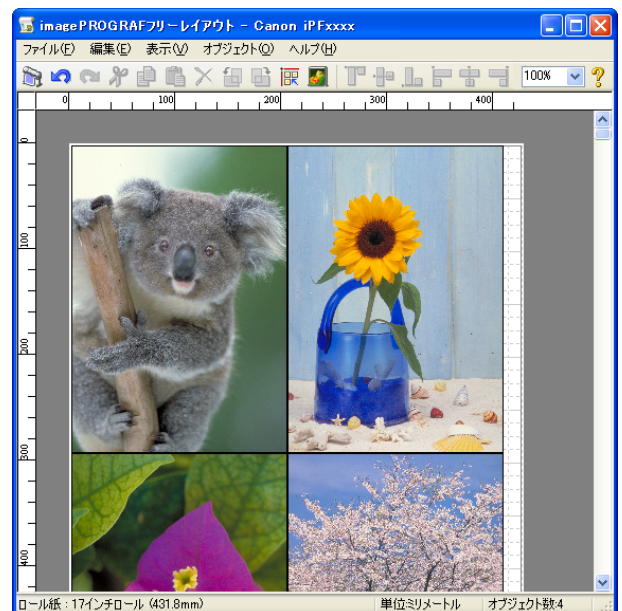 imagePROGRAFフリーレイアウト - Canon iPFxxxx
ファイル(F) 編集(E) 表示(V) オブジェクト(O) ヘルプ(H)
100%
0 100 200 300 400
0
100
200
300
400
ロール紙：17インチロール (431.8mm) 単位:ミリメートル オブジェクト数:4